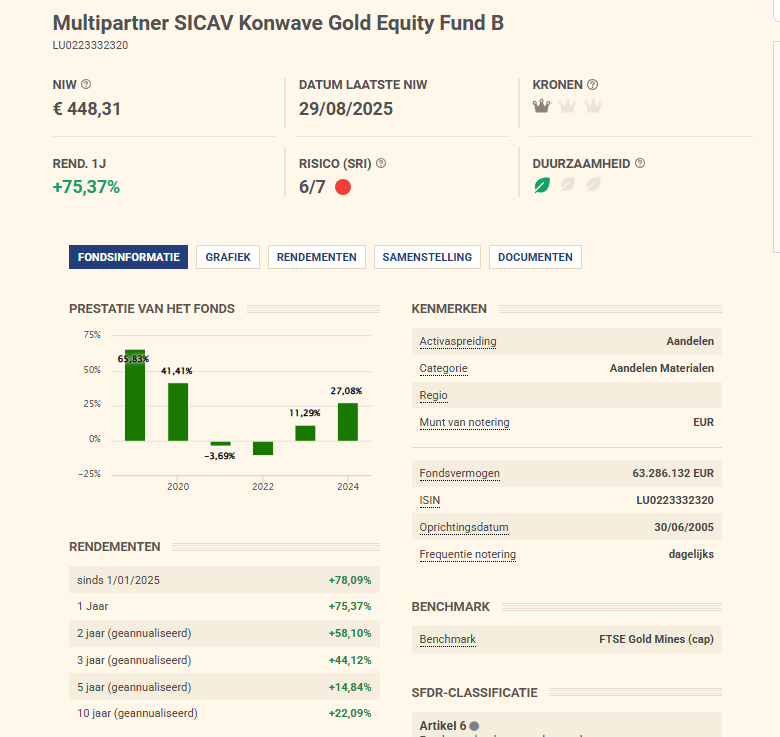 Multipartner SICAV Konwave Gold Equity Fund B
LU0223332320
NIW
€ 448,31
DATUM LAATSTE NIW
29/08/2025
KRONEN
REND. 1J
+75,37%
RISICO (SRI)
6/7
DUURZAAMHEID
FONDSINFORMATIE
GRAFIEK
RENDEMENTEN
SAMENSTELLING
DOCUMENTEN
PRESTATIE VAN HET FONDS
75%
50%
25%
0%
−25%
65,83%
41,41%
−3,69%
11,29%
27,08%
2020
2022
2024
RENDEMENTEN
sinds 1/01/2025 +78,09%
1 Jaar +75,37%
2 jaar (geannualiseerd) +58,10%
3 jaar (geannualiseerd) +44,12%
5 jaar (geannualiseerd) +14,84%
10 jaar (geannualiseerd) +22,09%
KENMERKEN
Activaspreiding Aandelen
Categorie Aandelen Materialen
Regio
Munt van notering EUR
Fondsvermogen 63.286.132 EUR
ISIN LU0223332320
Oprichtingsdatum 30/06/2005
Frequentie notering dagelijks
BENCHMARK
Benchmark FTSE Gold Mines (cap)
SFDR-CLASSIFICATIE
Artikel 6